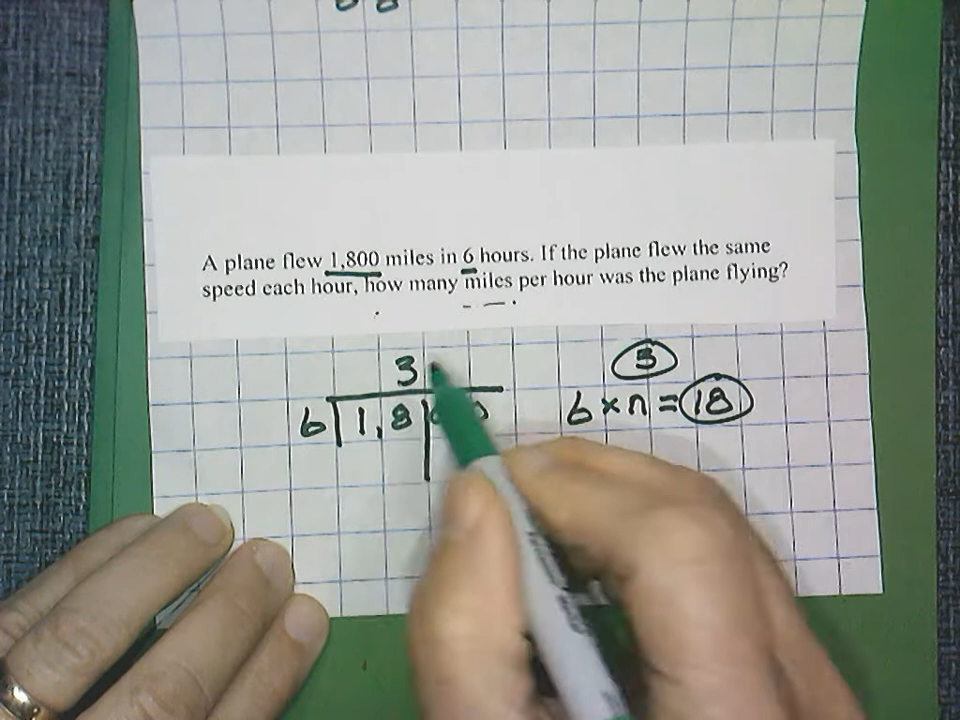 A plane flew 1,800 miles in 6 hours. If the plane flew the same
speed each hour, how many miles per hour was the plane flying?
3
3
6 1,8
6 × n = 18